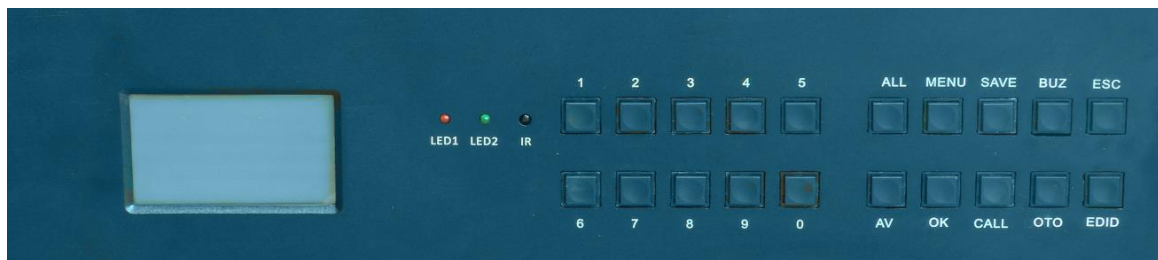 1 2 3 4 5 ALL MENU SAVE BUZ ESC
LED1 LED2 IR
6 7 8 9 0 AV OK CALL OTO EDID